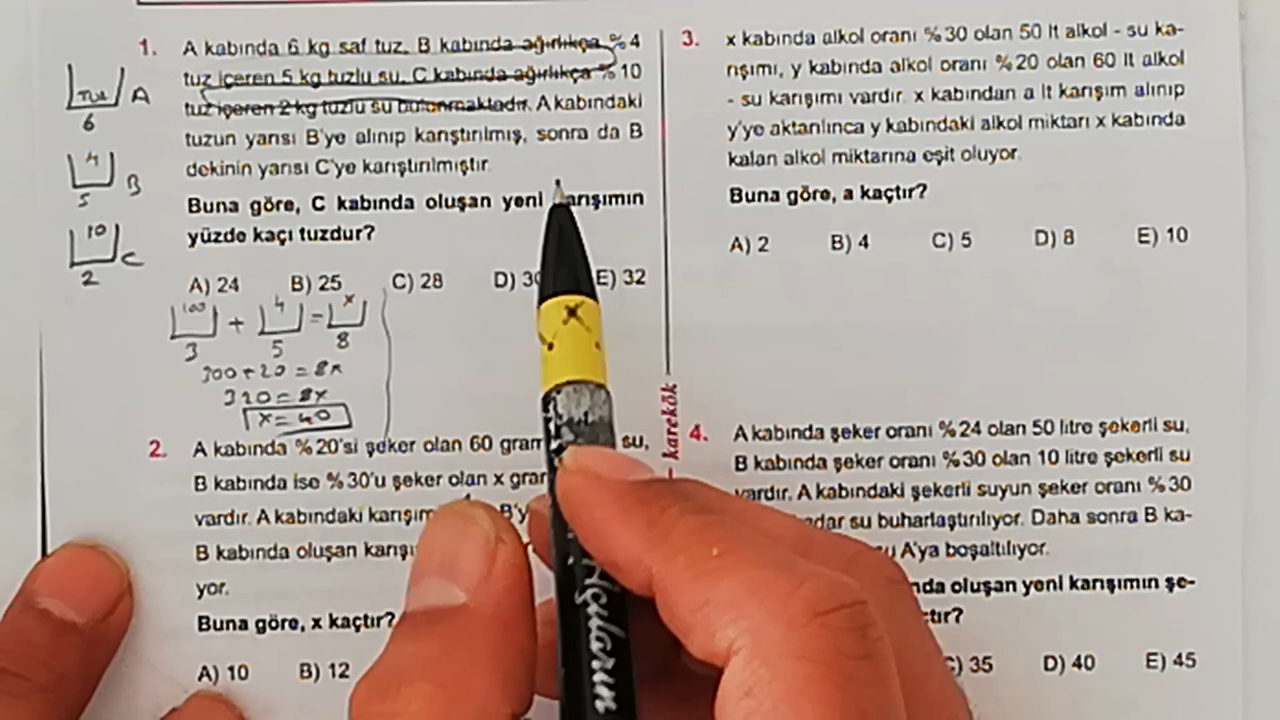 1. A kabında 6 kg saf tuz, B kabında ağırlıkça %4
tuz içeren 5 kg tuzlu su, C kabında ağırlıkça %10
tuz içeren 2 kg tuzlu su bulunmaktadır. A kabındaki
tuzun yarısı B'ye alınıp karıştırılmış, sonra da B
dekinin yarısı C'ye karıştırılmıştır.
Buna göre, C kabında oluşan yeni
yüzde kaçı tuzdur?
A) 24 B) 25 C) 28 D) E) 32
TUZ A
6
4 B
5
10 C
2
100 + 4 = x
3 5 8
300 + 20 = 8x
320 = 8x
x = 40
2. A kabında %20'si şeker olan 60 gram su,
B kabında ise %30'u şeker olan x
vardır. A kabındaki
B kabında oluşan
yor.
Buna göre, x kaçtır?
A) 10 B) 12
3. x kabında alkol oranı %30 olan 50 lt alkol - su ka-
rışımı, y kabında alkol oranı %20 olan 60 lt alkol
- su karışımı vardır. x kabından a lt karışım alınıp
y'ye aktarılınca y kabındaki alkol miktarı x kabında
kalan alkol miktarına eşit oluyor.
Buna göre, a kaçtır?
A) 2 B) 4 C) 5 D) 8 E) 10
karekök
4. A kabında şeker oranı %24 olan 50 litre şekerli su,
B kabında şeker oranı %30 olan 10 litre şekerli su
vardır. A kabındaki şekerli suyun şeker oranı %30
su buharlaştırılıyor. Daha sonra B ka-
A'ya boşaltılıyor.
oluşan yeni karışımın şe-
C) 35 D) 40 E) 45
Açıların